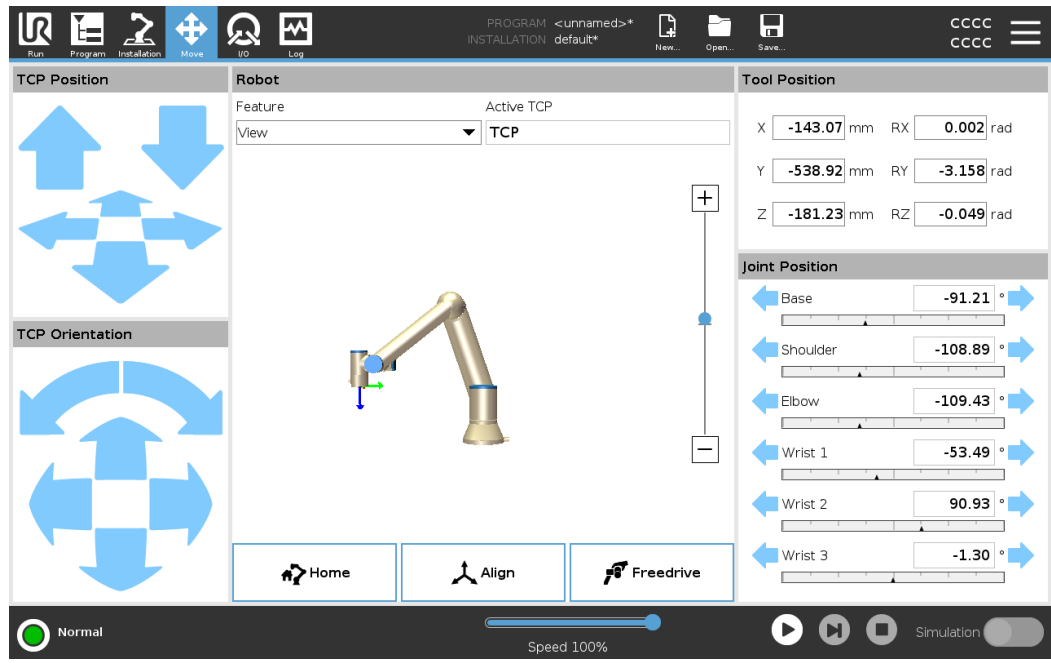 UR
Run
Program
Installation
Move
I/O
Log
PROGRAM <unnamed>*
INSTALLATION default*
New...
Open...
Save...
CCCC
CCCC
TCP Position
TCP Orientation
Robot
Feature
Active TCP
View
TCP
+
−
Home
Align
Freedrive
Tool Position
X -143.07 mm RX 0.002 rad
Y -538.92 mm RY -3.158 rad
Z -181.23 mm RZ -0.049 rad
Joint Position
Base -91.21 °
Shoulder -108.89 °
Elbow -109.43 °
Wrist 1 -53.49 °
Wrist 2 90.93 °
Wrist 3 -1.30 °
Normal
Speed 100%
Simulation